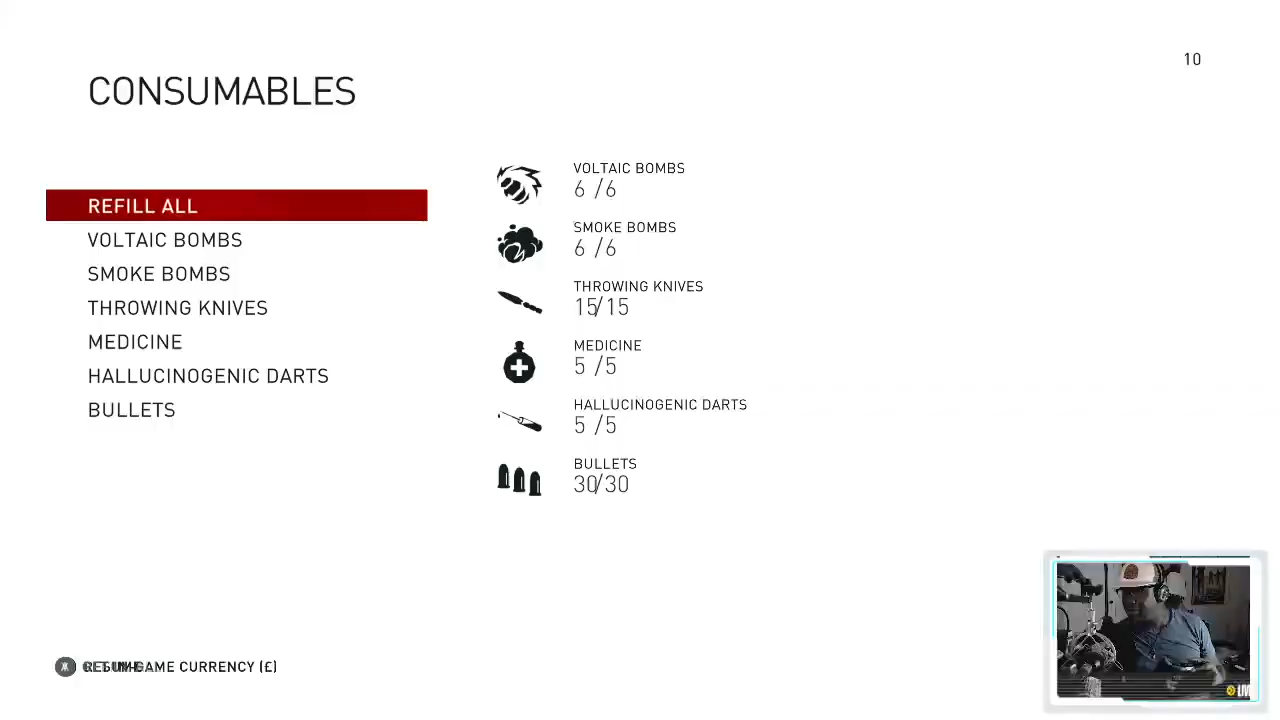 10
CONSUMABLES
REFILL ALL
VOLTAIC BOMBS
SMOKE BOMBS
THROWING KNIVES
MEDICINE
HALLUCINOGENIC DARTS
BULLETS
VOLTAIC BOMBS
6 /6
SMOKE BOMBS
6 /6
THROWING KNIVES
15/15
MEDICINE
5 /5
HALLUCINOGENIC DARTS
5 /5
BULLETS
30/30
GAME CURRENCY (£)